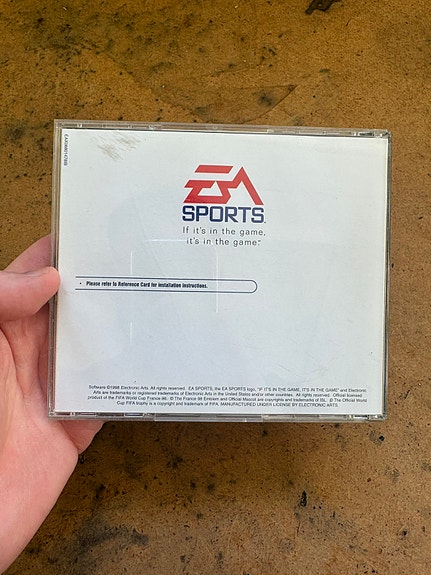 EA
SPORTS™
If it's in the game,
it's in the game.™
• Please refer to Reference Card for installation instructions.
Software ©1998 Electronic Arts. All rights reserved. EA SPORTS, the EA SPORTS logo, "IF IT'S IN THE GAME, IT'S IN THE GAME" and Electronic
Arts are trademarks or registered trademarks of Electronic Arts in the United States and/or other countries. All rights reserved. Official licensed
product of the FIFA World Cup France 98. © The France 98 Emblem and Official Mascot are copyrights and trademarks of ISL. © The Official World
Cup FIFA trophy is a copyright and trademark of FIFA. MANUFACTURED UNDER LICENSE BY ELECTRONIC ARTS.